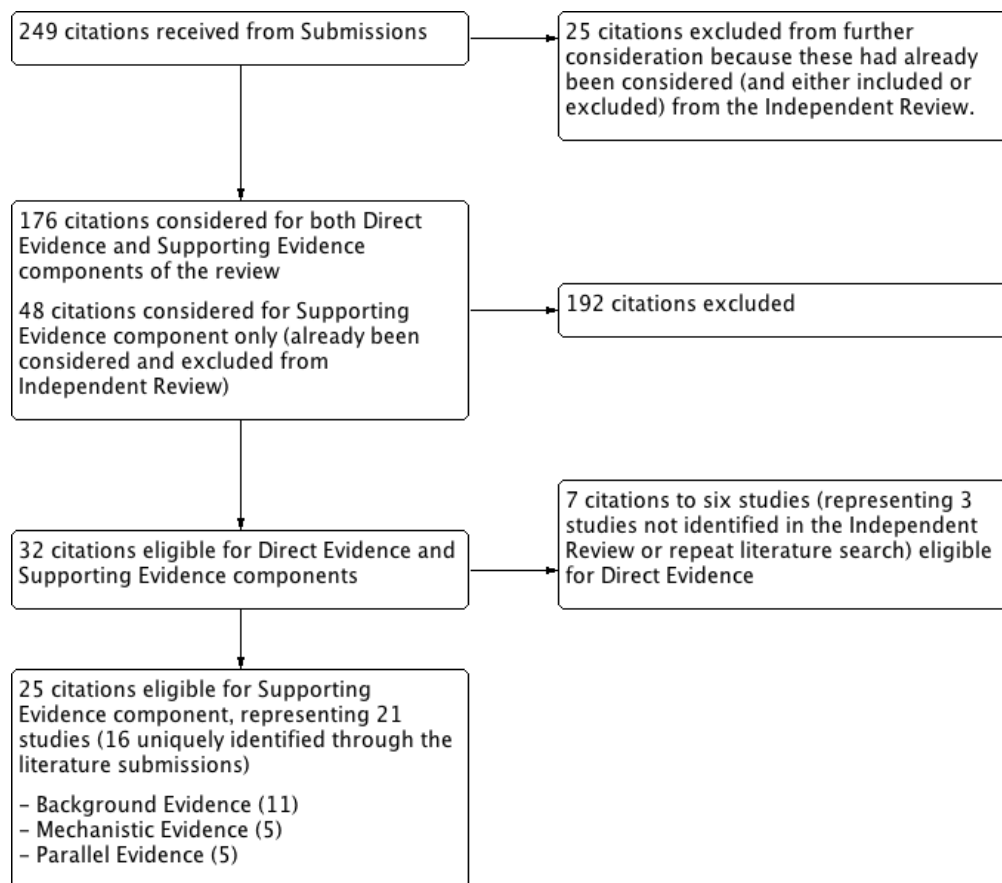 249 citations received from Submissions
25 citations excluded from further
consideration because these had already
been considered (and either included or
excluded) from the Independent Review.
176 citations considered for both Direct
Evidence and Supporting Evidence
components of the review
48 citations considered for Supporting
Evidence component only (already been
considered and excluded from
Independent Review)
192 citations excluded
32 citations eligible for Direct Evidence and
Supporting Evidence components
7 citations to six studies (representing 3
studies not identified in the Independent
Review or repeat literature search) eligible
for Direct Evidence
25 citations eligible for Supporting
Evidence component, representing 21
studies (16 uniquely identified through the
literature submissions)
– Background Evidence (11)
– Mechanistic Evidence (5)
– Parallel Evidence (5)